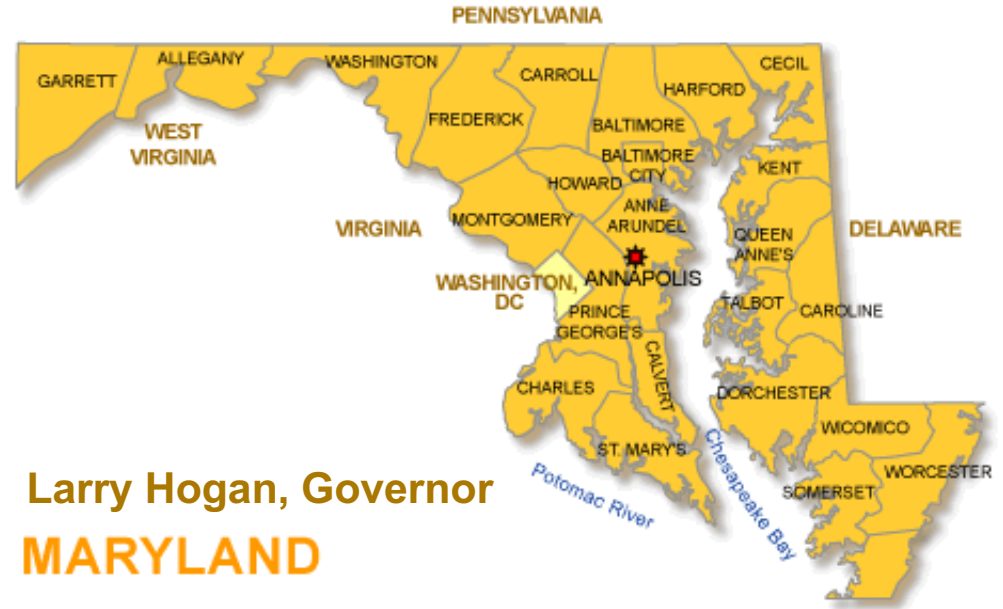 PENNSYLVANIA
GARRETT
ALLEGANY
WASHINGTON
CARROLL
CECIL
HARFORD
FREDERICK
BALTIMORE
WEST
VIRGINIA
BALTIMORE
CITY
KENT
HOWARD
ANNE
ARUNDEL
VIRGINIA
MONTGOMERY
QUEEN
ANNE'S
DELAWARE
WASHINGTON,
DC
ANNAPOLIS
TALBOT
CAROLINE
PRINCE
GEORGE'S
CALVERT
CHARLES
DORCHESTER
WICOMICO
ST. MARY'S
WORCESTER
SOMERSET
Potomac River
Chesapeake Bay
Larry Hogan, Governor
MARYLAND